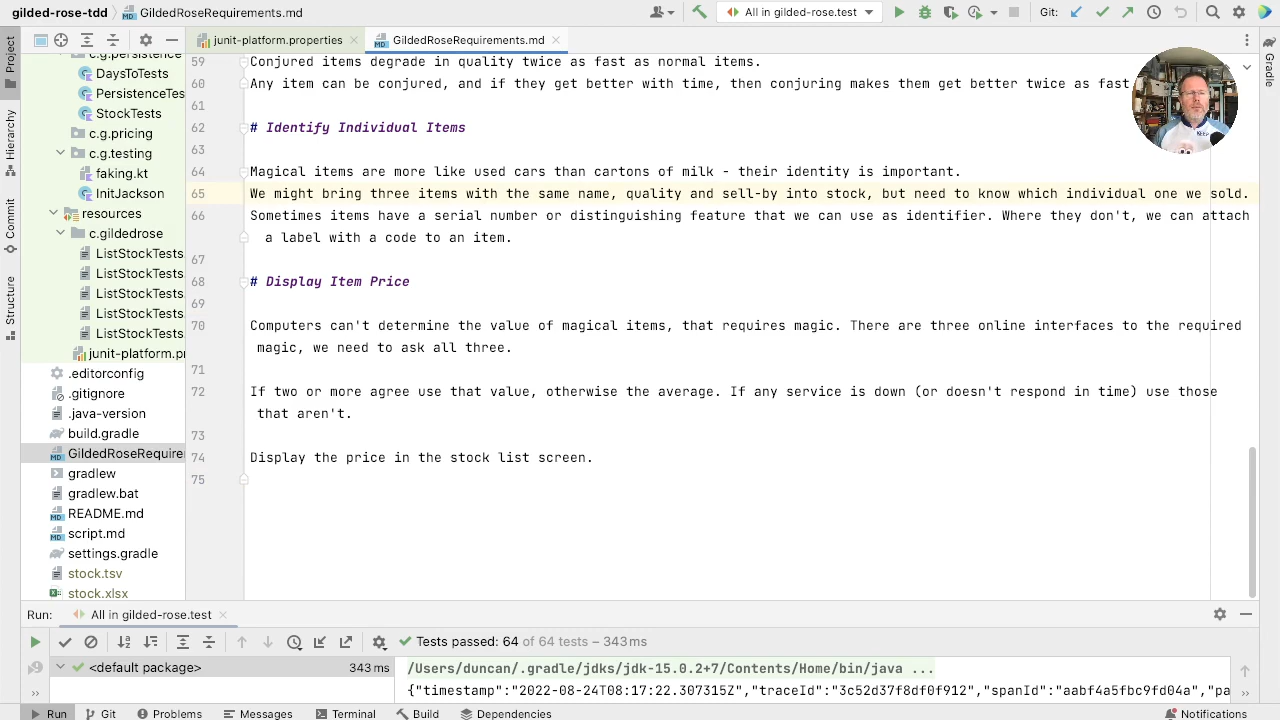 gilded-rose-tdd
GildedRoseRequirements.md
All in gilded-rose.test
Git:
junit-platform.properties
GildedRoseRequirements.md
Project
Hierarchy
Commit
Structure
Gradle
c.g.persistence
DaysToTests
PersistenceTes
StockTests
c.g.pricing
c.g.testing
faking.kt
InitJackson
resources
c.gildedrose
ListStockTests.
ListStockTests.
ListStockTests.
ListStockTests.
ListStockTests.
junit-platform.pr
.editorconfig
.gitignore
.java-version
build.gradle
GildedRoseRequire
gradlew
gradlew.bat
README.md
script.md
settings.gradle
stock.tsv
stock.xlsx
59 Conjured items degrade in quality twice as fast as normal items.
60 Any item can be conjured, and if they get better with time, then conjuring makes them get better twice as fast
61
62 # Identify Individual Items
63
64 Magical items are more like used cars than cartons of milk - their identity is important.
65 We might bring three items with the same name, quality and sell-by into stock, but need to know which individual one we sold.
66 Sometimes items have a serial number or distinguishing feature that we can use as identifier. Where they don't, we can attach
a label with a code to an item.
67
68 # Display Item Price
69
70 Computers can't determine the value of magical items, that requires magic. There are three online interfaces to the required
magic, we need to ask all three.
71
72 If two or more agree use that value, otherwise the average. If any service is down (or doesn't respond in time) use those
that aren't.
73
74 Display the price in the stock list screen.
75
Run: All in gilded-rose.test
Tests passed: 64 of 64 tests – 343 ms
<default package> 343 ms
/Users/duncan/.gradle/jdks/jdk-15.0.2+7/Contents/Home/bin/java ...
{"timestamp":"2022-08-24T08:17:22.307315Z","traceId":"3c52d37f8df0f912","spanId":"aabf4a5fbc9fd04a","pa
Run
Git
Problems
Messages
Terminal
Build
Dependencies
Notifications